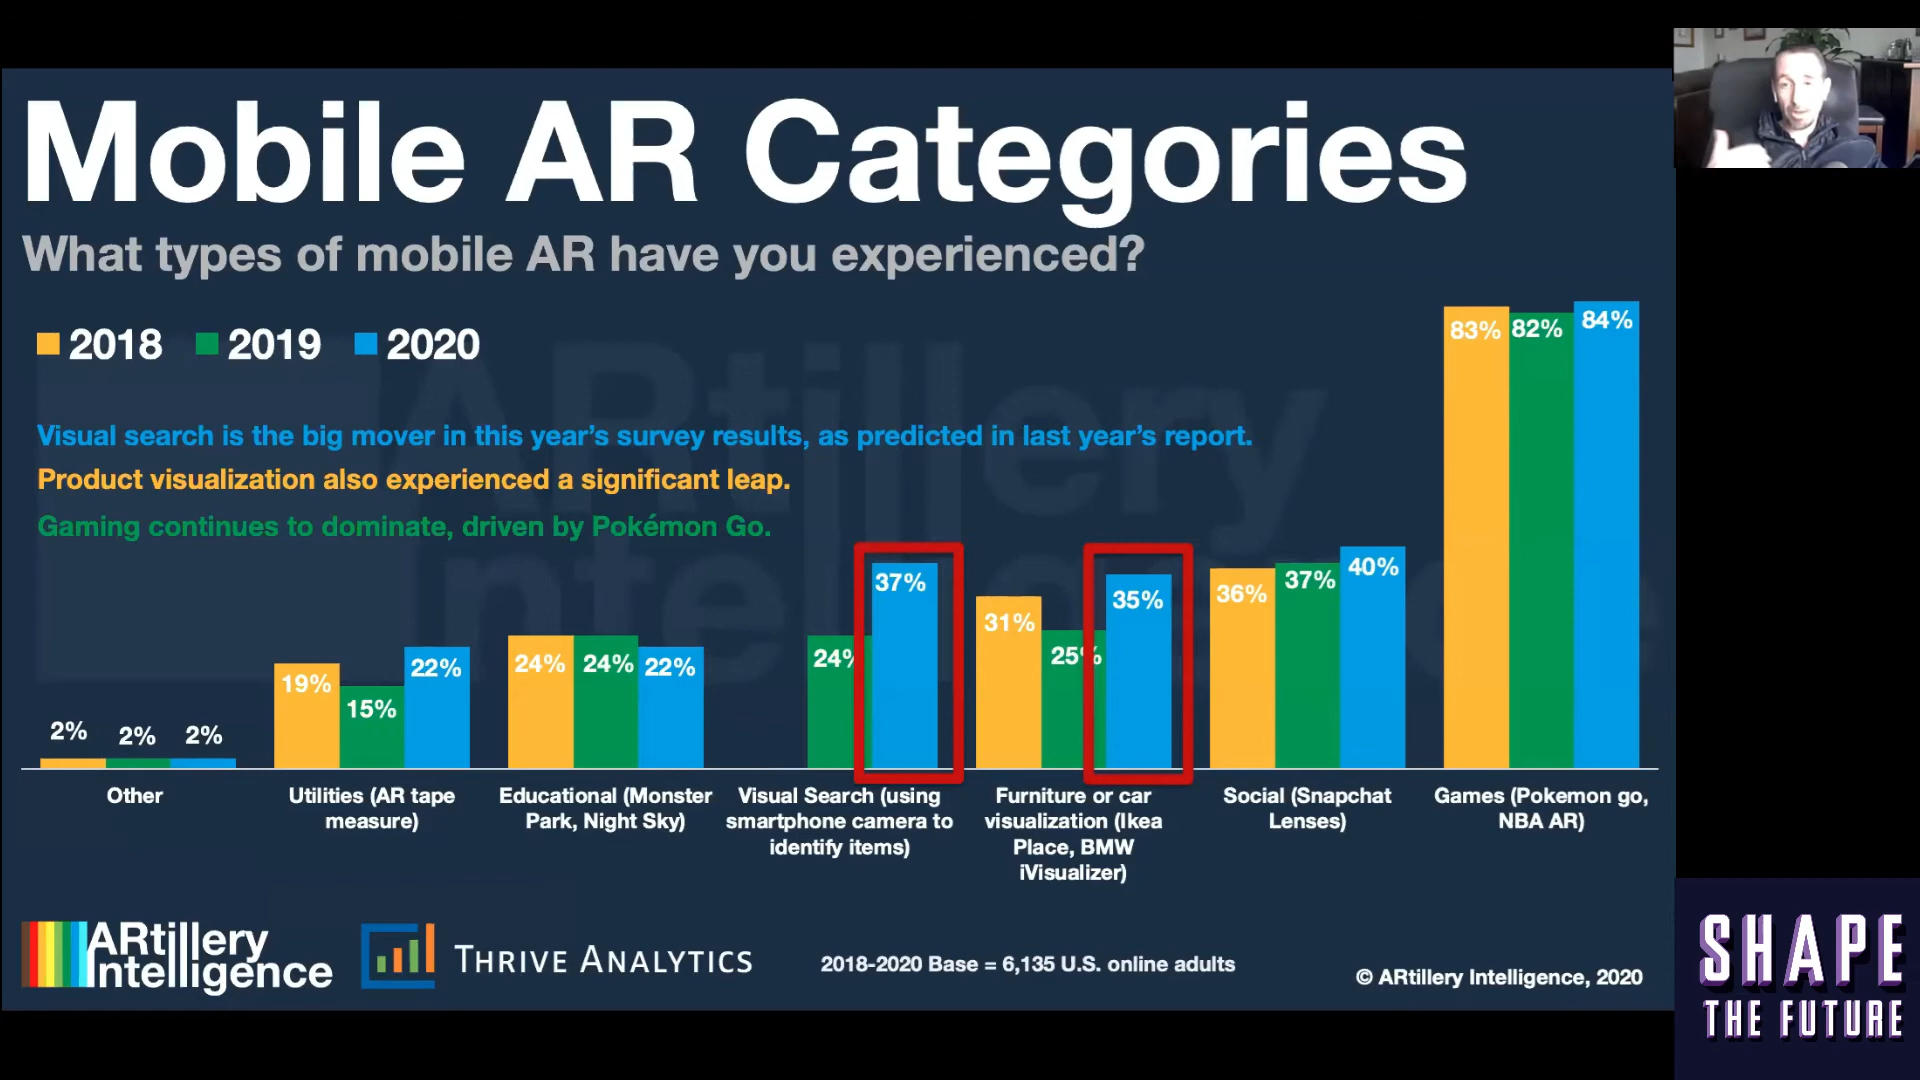 Mobile AR Categories
What types of mobile AR have you experienced?
2018 2019 2020
Visual search is the big mover in this year's survey results, as predicted in last year's report.
Product visualization also experienced a significant leap.
Gaming continues to dominate, driven by Pokémon Go.
2% 2% 2%
19% 15% 22%
24% 24% 22%
24% 37%
31% 25% 35%
36% 37% 40%
83% 82% 84%
Other
Utilities (AR tape
measure)
Educational (Monster
Park, Night Sky)
Visual Search (using
smartphone camera to
identify items)
Furniture or car
visualization (Ikea
Place, BMW
iVisualizer)
Social (Snapchat
Lenses)
Games (Pokemon go,
NBA AR)
ARtillery
Intelligence
THRIVE ANALYTICS
2018-2020 Base = 6,135 U.S. online adults
© ARtillery Intelligence, 2020
SHAPE
THE FUTURE
ARtillery
Intelligence